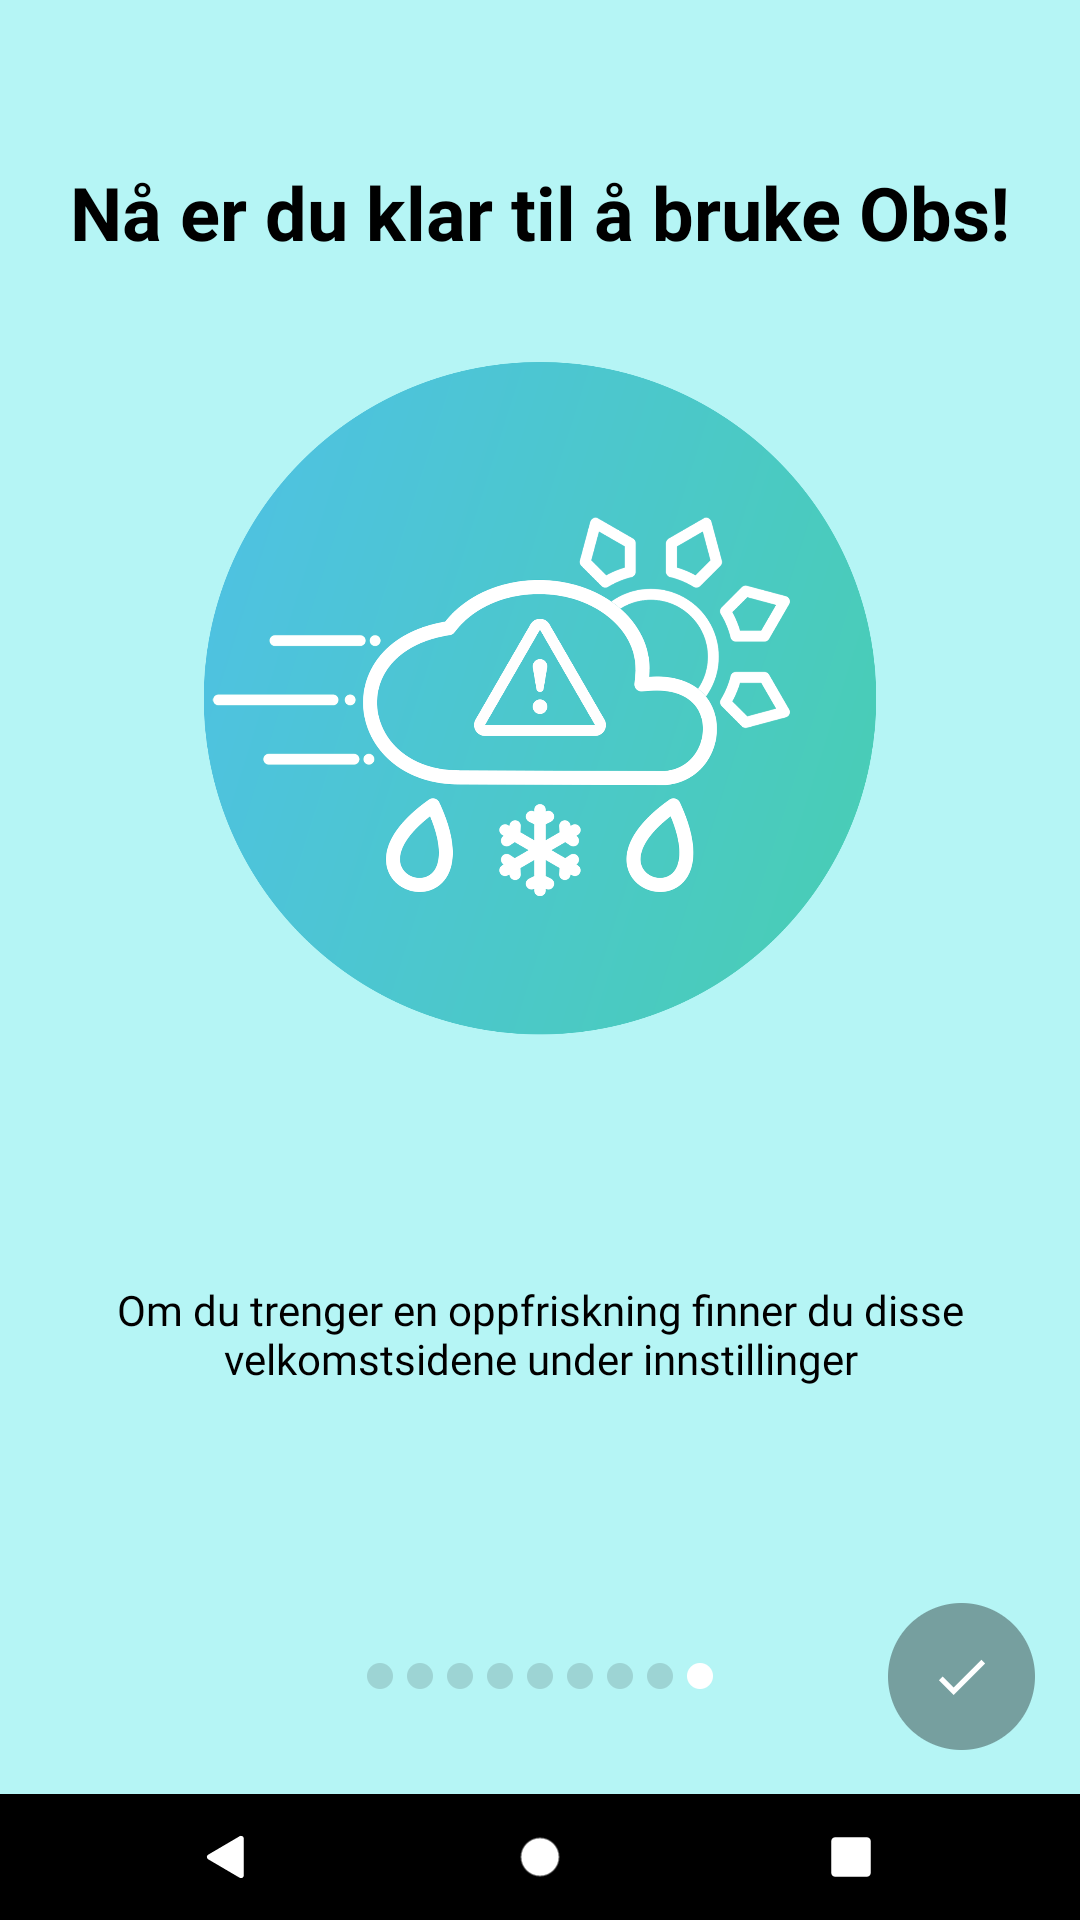 Nå er du klar til å bruke Obs!
Om du trenger en oppfriskning finner du disse
velkomstsidene under innstillinger